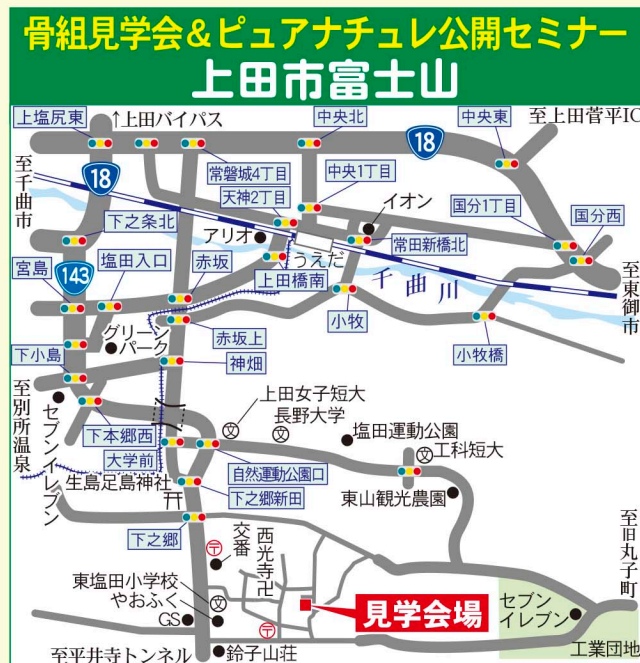 骨組見学会＆ピュアナチュレ公開セミナー
上田市富士山
上塩尻東
↑上田バイパス
中央北
18
中央東
至上田菅平IC
至千曲市
18
常磐城4丁目
中央1丁目
天神2丁目
イオン
国分1丁目
国分西
下之条北
アリオ
うえだ
常田新橋北
143
宮島
塩田入口
赤坂
上田橋南
千曲川
小牧
小牧橋
至東御市
グリーン
パーク
赤坂上
神畑
下小島
至別所温泉
セブンイレブン
下本郷西
上田女子短大
長野大学
文
文
塩田運動公園
文
工科短大
大学前
自然運動公園口
生島足島神社
下之郷新田
東山観光農園
下之郷
〒
交番
西光寺卍
至旧丸子町
東塩田小学校
文
やおふく
GS
〒
見学会場
セブン
イレブン
至平井寺トンネル
鈴子山荘
工業団地